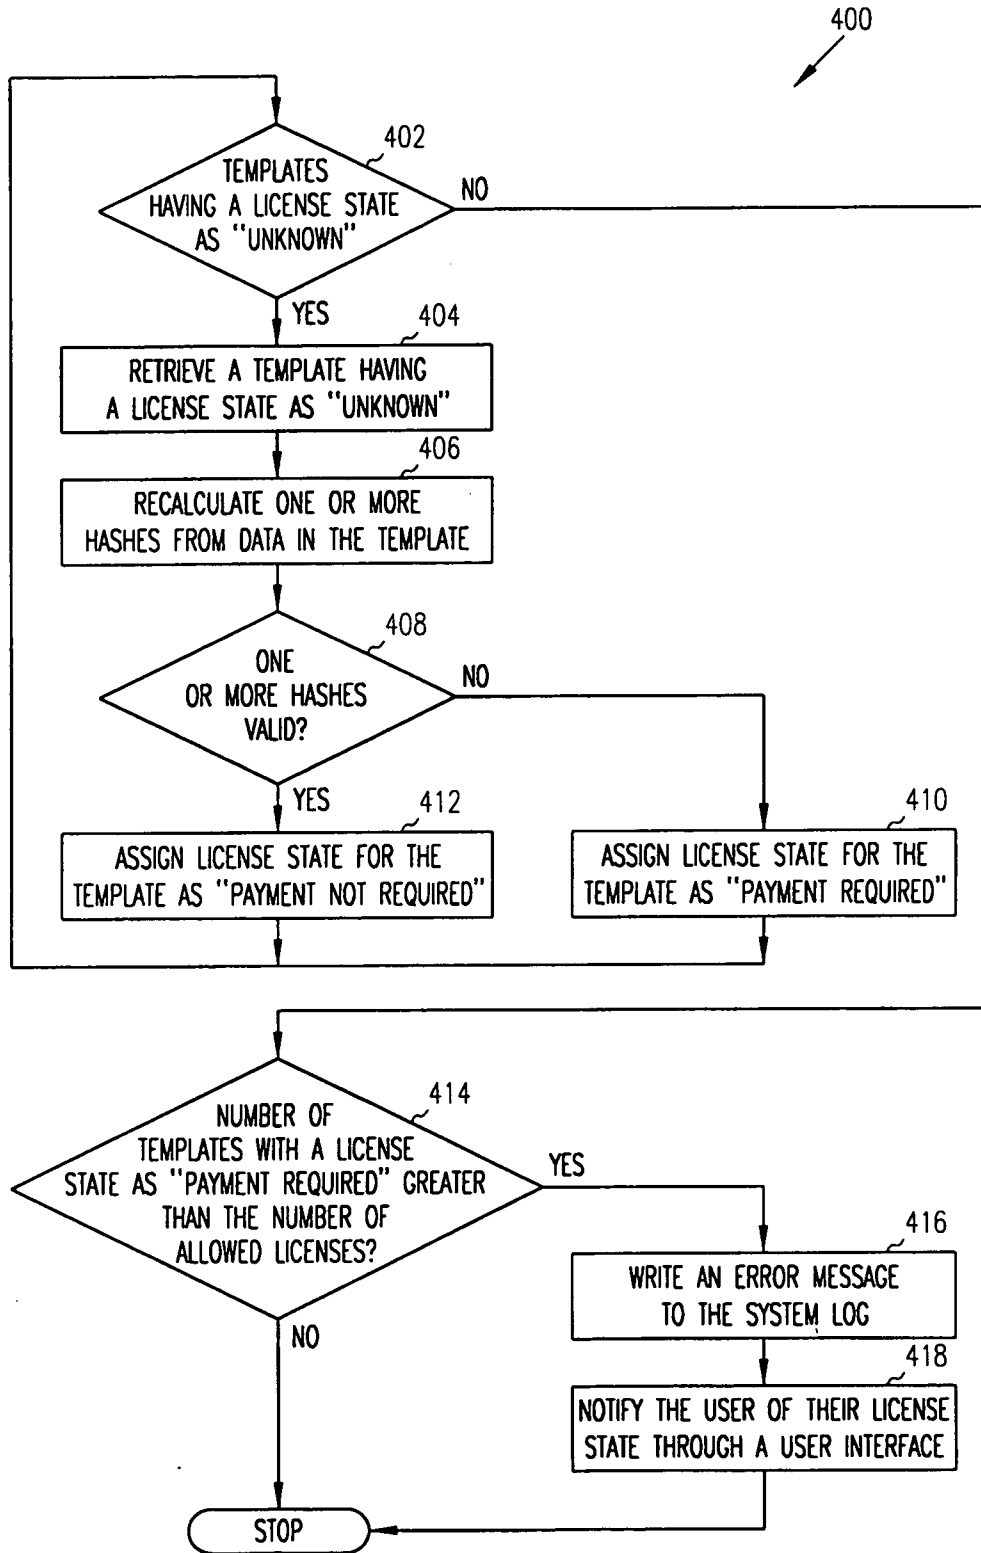 400
402
TEMPLATES
HAVING A LICENSE STATE
AS "UNKNOWN"
NO
YES
404
RETRIEVE A TEMPLATE HAVING
A LICENSE STATE AS "UNKNOWN"
406
RECALCULATE ONE OR MORE
HASHES FROM DATA IN THE TEMPLATE
408
ONE
OR MORE HASHES
VALID?
NO
YES
412
ASSIGN LICENSE STATE FOR THE
TEMPLATE AS "PAYMENT NOT REQUIRED"
410
ASSIGN LICENSE STATE FOR THE
TEMPLATE AS "PAYMENT REQUIRED"
414
NUMBER OF
TEMPLATES WITH A LICENSE
STATE AS "PAYMENT REQUIRED" GREATER
THAN THE NUMBER OF
ALLOWED LICENSES?
YES
NO
416
WRITE AN ERROR MESSAGE
TO THE SYSTEM LOG
418
NOTIFY THE USER OF THEIR LICENSE
STATE THROUGH A USER INTERFACE
STOP